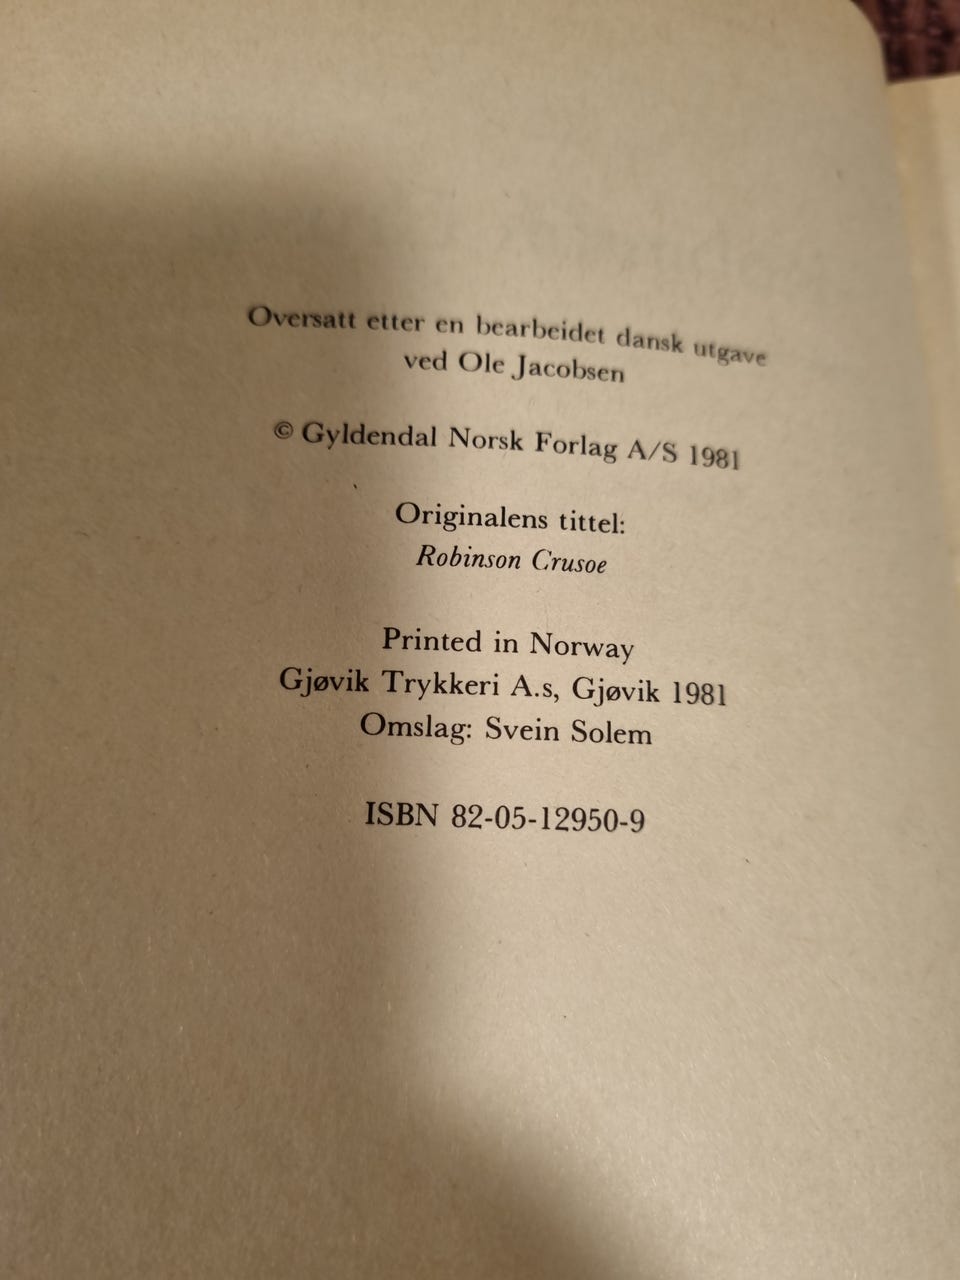 Oversatt etter en bearbeidet dansk utgave
ved Ole Jacobsen
© Gyldendal Norsk Forlag A/S 1981
Originalens tittel:
Robinson Crusoe
Printed in Norway
Gjøvik Trykkeri A.s, Gjøvik 1981
Omslag: Svein Solem
ISBN 82-05-12950-9